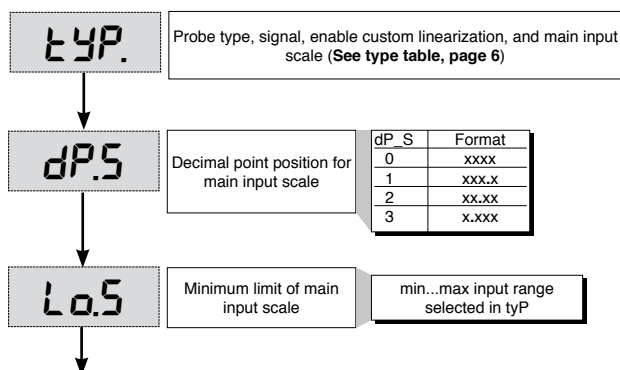 tYP.
Probe type, signal, enable custom linearization, and main input
scale (See type table, page 6)
dP.S
Decimal point position for
main input scale
dP_S Format
0 xxxx
1 xxx.x
2 xx.xx
3 x.xxx
Lo.S
Minimum limit of main
input scale
min...max input range
selected in tyP